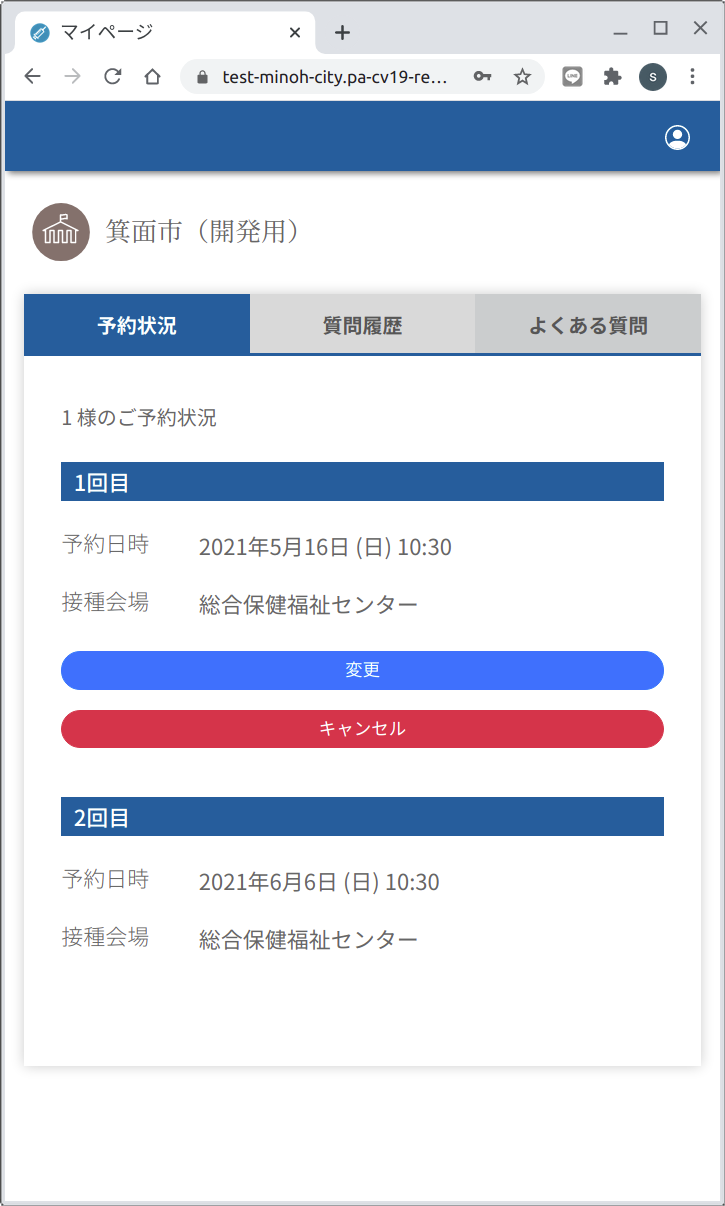 マイページ
test-minoh-city.pa-cv19-re…
S
LINE
箕面市（開発用）
予約状況 質問履歴 よくある質問
1 様のご予約状況
1回目
予約日時 2021年5月16日 (日) 10:30
接種会場 総合保健福祉センター
変更
キャンセル
2回目
予約日時 2021年6月6日 (日) 10:30
接種会場 総合保健福祉センター